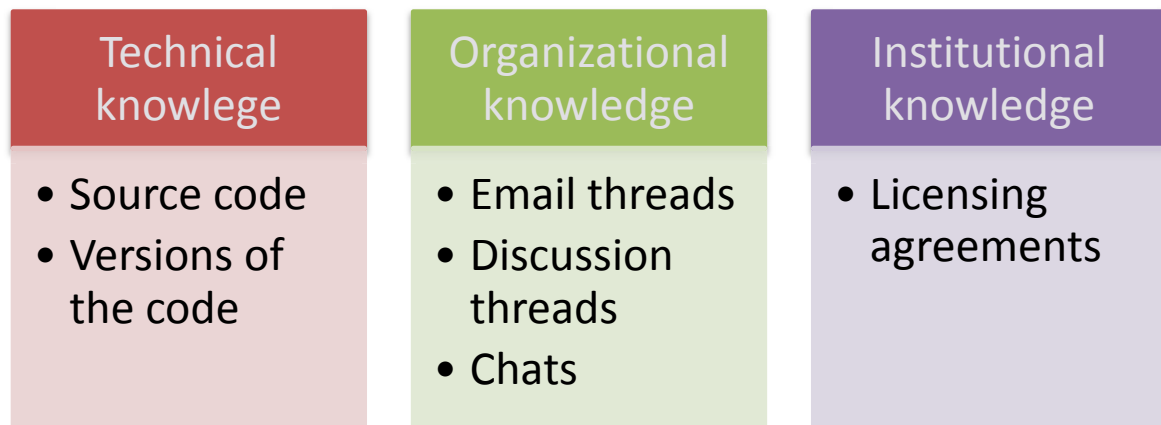 Technical
knowlege
• Source code
• Versions of
the code
Organizational
knowledge
• Email threads
• Discussion
threads
• Chats
Institutional
knowledge
• Licensing
agreements